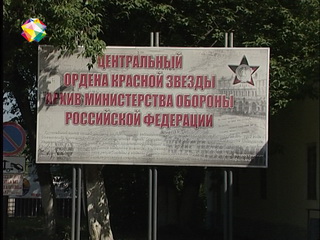 ЦЕНТРАЛЬНЫЙ
ОРДЕНА КРАСНОЙ ЗВЕЗДЫ
АРХИВ МИНИСТЕРСТВА ОБОРОНЫ
РОССИЙСКОЙ ФЕДЕРАЦИИ